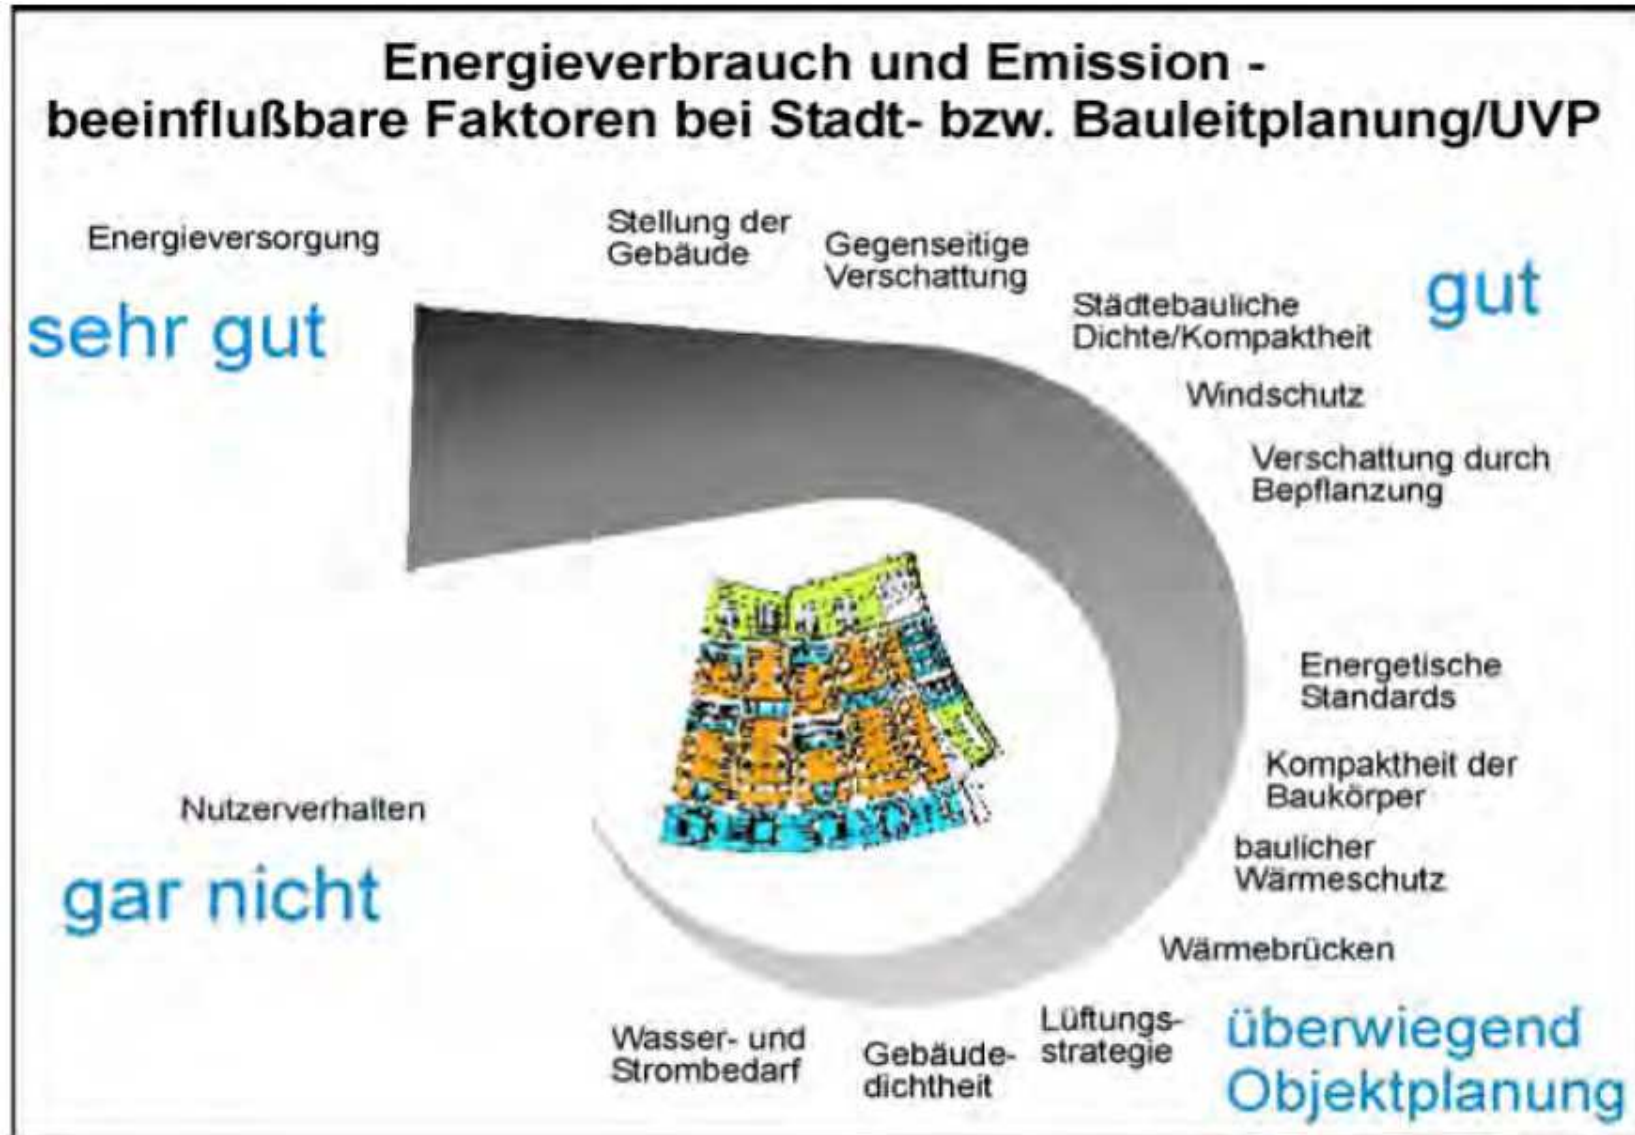 Energieverbrauch und Emission -
beeinflußbare Faktoren bei Stadt- bzw. Bauleitplanung/UVP
Energieversorgung
sehr gut
Stellung der
Gebäude
Gegenseitige
Verschattung
Städtebauliche
Dichte/Kompaktheit
gut
Windschutz
Verschattung durch
Bepflanzung
Energetische
Standards
Kompaktheit der
Baukörper
baulicher
Wärmeschutz
Wärmebrücken
überwiegend
Objektplanung
Lüftungs-
strategie
Gebäude-
dichtheit
Wasser- und
Strombedarf
Nutzerverhalten
gar nicht